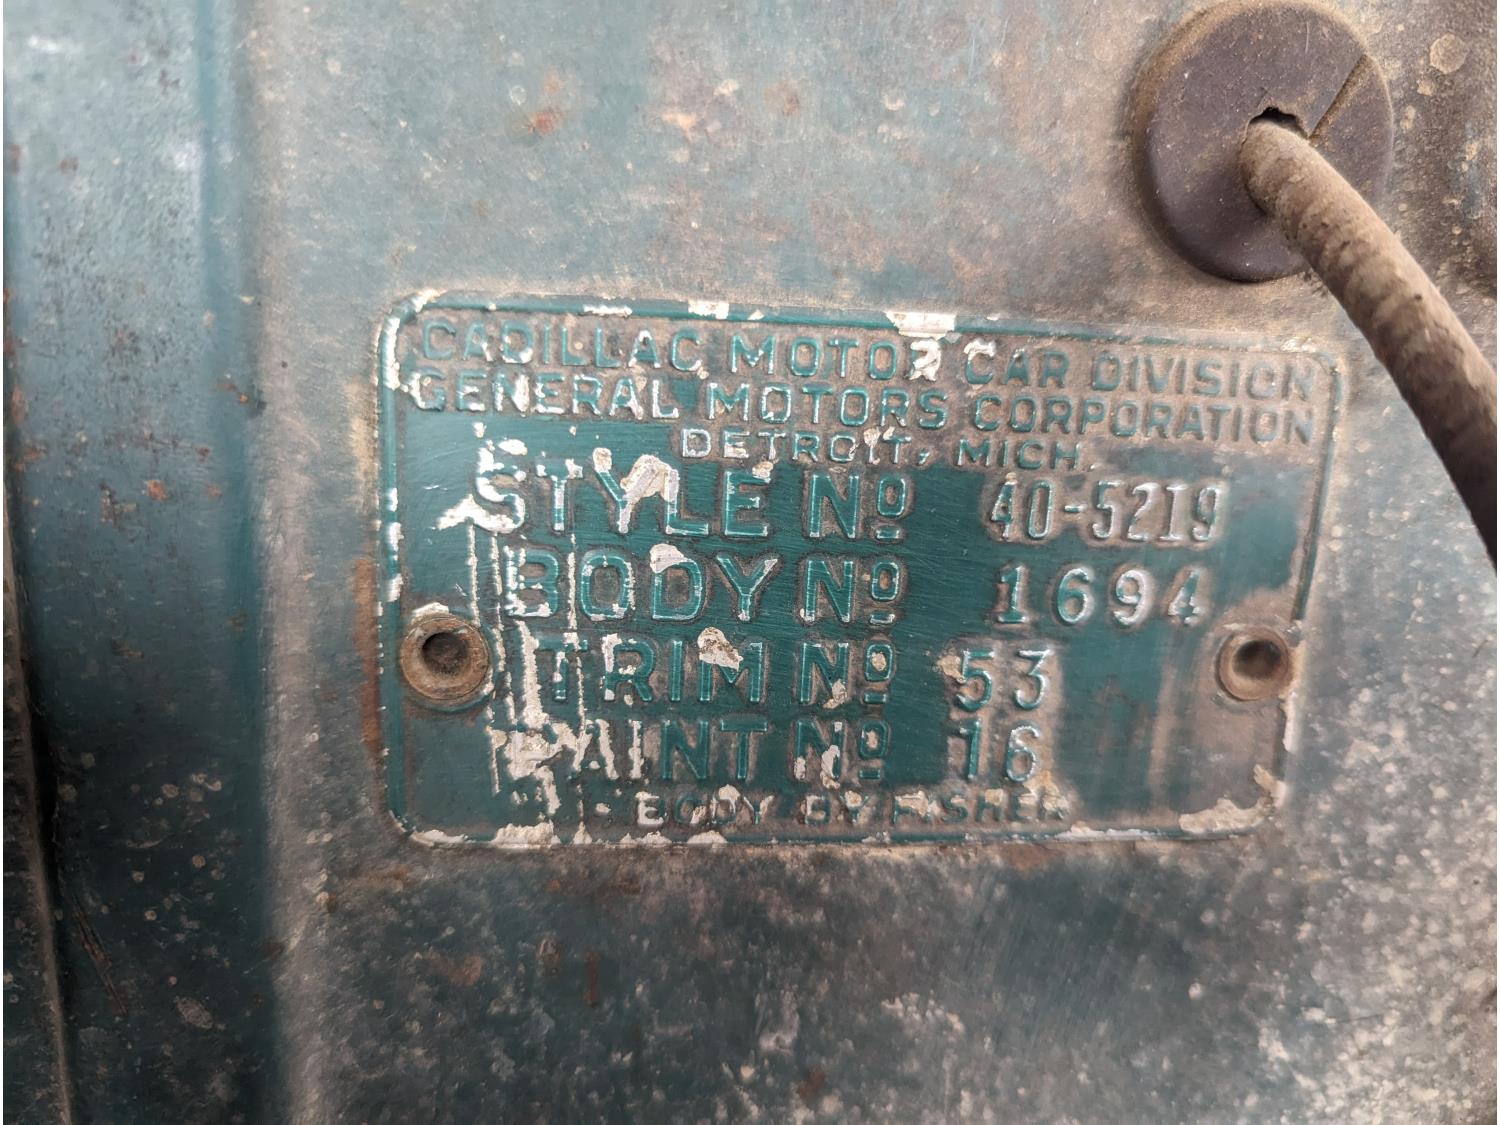 CADILLAC MOTOR CAR DIVISION
GENERAL MOTORS CORPORATION
DETROIT, MICH.
STYLE Nº 40-5219
BODY Nº 1694
TRIM Nº 53
PAINT Nº 16
BODY BY FISHER